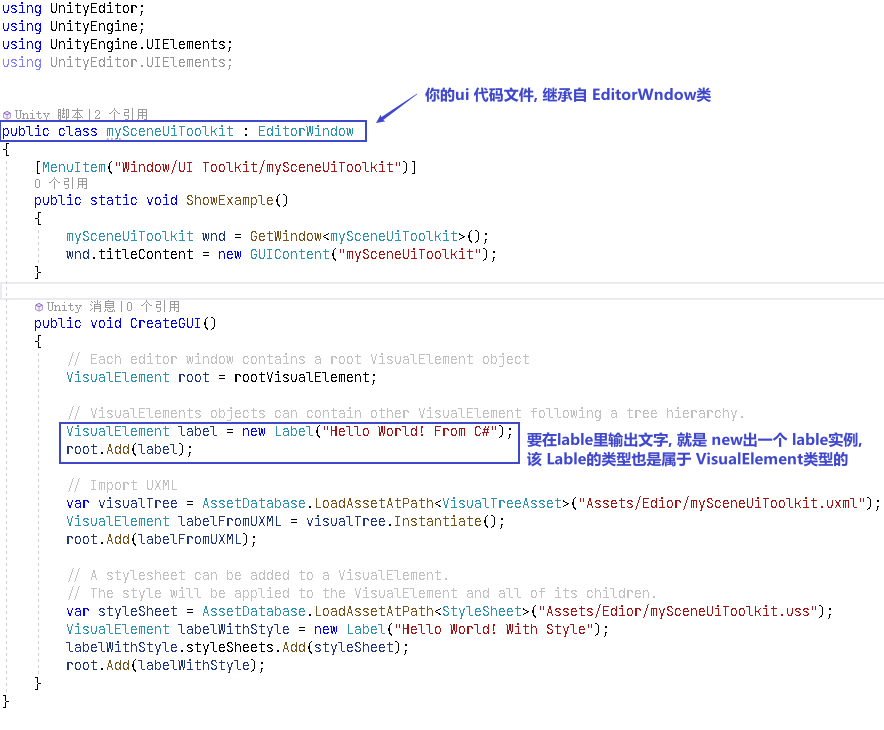 using UnityEditor;
using UnityEngine;
using UnityEngine.UIElements;
using UnityEditor.UIElements;
你的ui 代码文件, 继承自 EditorWndow类
Unity 脚本|2 个引用
public class mySceneUiToolkit : EditorWindow
{
[MenuItem("Window/UI Toolkit/mySceneUiToolkit")]
0 个引用
public static void ShowExample()
{
mySceneUiToolkit wnd = GetWindow<mySceneUiToolkit>();
wnd.titleContent = new GUIContent("mySceneUiToolkit");
}
Unity 消息|0 个引用
public void CreateGUI()
{
// Each editor window contains a root VisualElement object
VisualElement root = rootVisualElement;
// VisualElements objects can contain other VisualElement following a tree hierarchy.
VisualElement label = new Label("Hello World! From C#");
root.Add(label);
要在lable里输出文字, 就是 new出一个 lable实例,
该 Lable的类型也是属于 VisualElement类型的
// Import UXML
var visualTree = AssetDatabase.LoadAssetAtPath<VisualTreeAsset>("Assets/Edior/mySceneUiToolkit.uxml");
VisualElement labelFromUXML = visualTree.Instantiate();
root.Add(labelFromUXML);
// A stylesheet can be added to a VisualElement.
// The style will be applied to the VisualElement and all of its children.
var styleSheet = AssetDatabase.LoadAssetAtPath<StyleSheet>("Assets/Edior/mySceneUiToolkit.uss");
VisualElement labelWithStyle = new Label("Hello World! With Style");
labelWithStyle.styleSheets.Add(styleSheet);
root.Add(labelWithStyle);
}
}